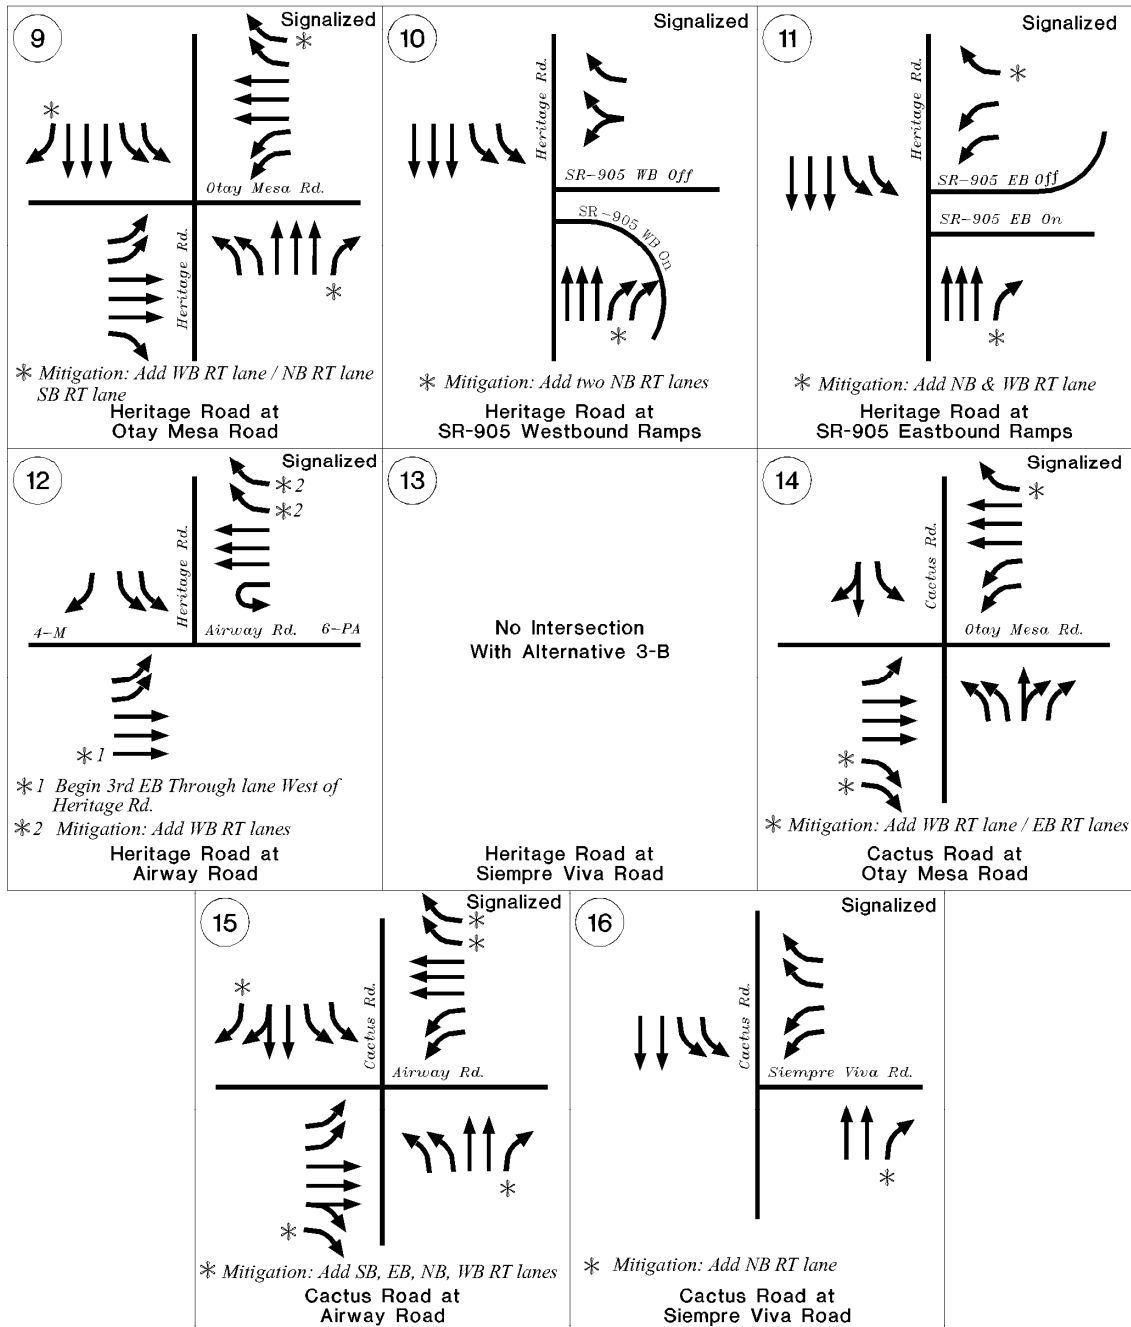 9
Signalized
Heritage Rd.
Otay Mesa Rd.
* Mitigation: Add WB RT lane / NB RT lane
SB RT lane
Heritage Road at
Otay Mesa Road
10
Signalized
Heritage Rd.
SR-905 WB Off
SR-905 WB On
* Mitigation: Add two NB RT lanes
Heritage Road at
SR-905 Westbound Ramps
11
Signalized
Heritage Rd.
SR-905 EB Off
SR-905 EB On
* Mitigation: Add NB & WB RT lane
Heritage Road at
SR-905 Eastbound Ramps
12
Signalized
*2
*2
Heritage Rd.
4-M
Airway Rd.
6-PA
*1
*1 Begin 3rd EB Through lane West of
Heritage Rd.
*2 Mitigation: Add WB RT lanes
Heritage Road at
Airway Road
13
No Intersection
With Alternative 3-B
Heritage Road at
Siempre Viva Road
14
Signalized
Cactus Rd.
Otay Mesa Rd.
* Mitigation: Add WB RT lane / EB RT lanes
Cactus Road at
Otay Mesa Road
15
Signalized
Cactus Rd.
Airway Rd.
* Mitigation: Add SB, EB, NB, WB RT lanes
Cactus Road at
Airway Road
16
Signalized
Cactus Rd.
Siempre Viva Rd.
* Mitigation: Add NB RT lane
Cactus Road at
Siempre Viva Road